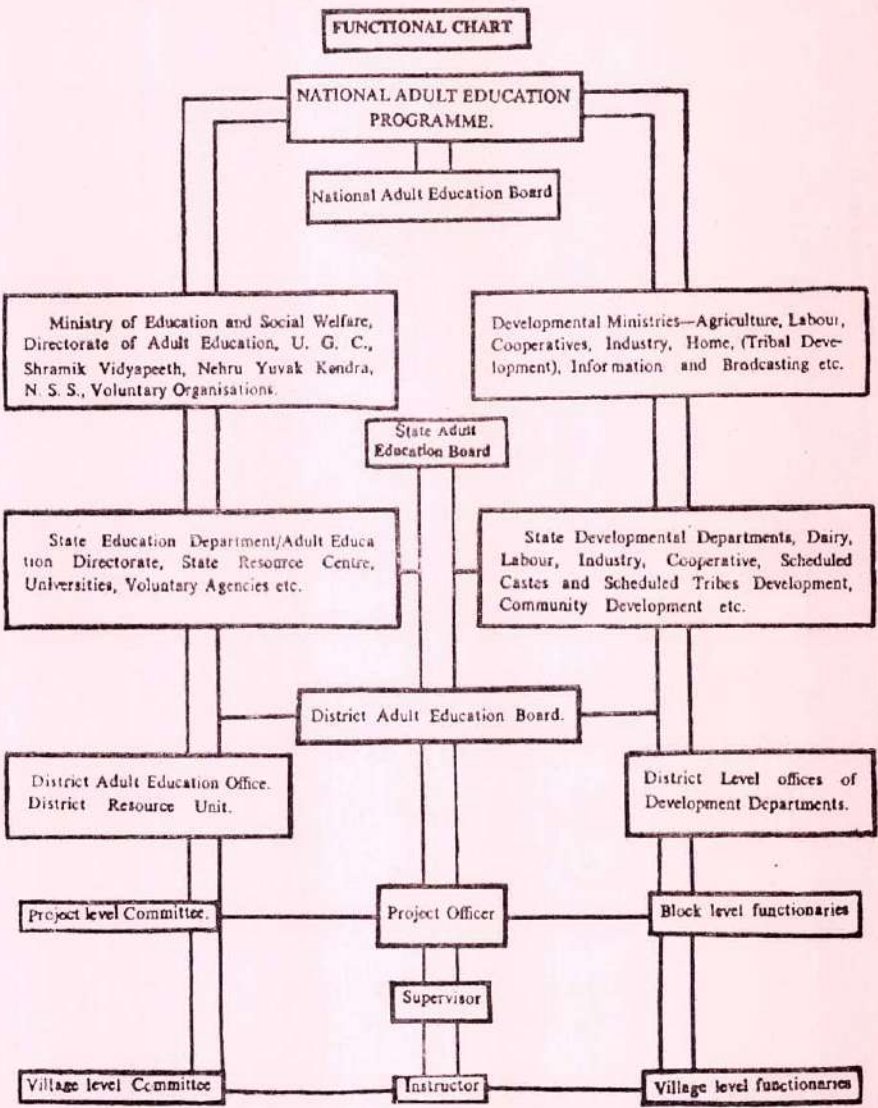 FUNCTIONAL CHART
NATIONAL ADULT EDUCATION
PROGRAMME.
National Adult Education Board
Ministry of Education and Social Welfare,
Directorate of Adult Education, U. G. C.,
Shramik Vidyapeeth, Nehru Yuvak Kendra,
N. S. S., Voluntary Organisations.
Developmental Ministries—Agriculture, Labour,
Cooperatives, Industry, Home, (Tribal Deve-
lopment), Information and Brodcasting etc.
State Adult
Education Board
State Education Department/Adult Educa
tion Directorate, State Resource Centre,
Universities, Voluntary Agencies etc.
State Developmental Departments, Dairy,
Labour, Industry, Cooperative, Scheduled
Castes and Scheduled Tribes Development,
Community Development etc.
District Adult Education Board.
District Adult Education Office.
District Resource Unit.
District Level offices of
Development Departments.
Project level Committee.
Project Officer
Block level functionaries
Supervisor
Village level Committee
Instructor
Village level functionaries